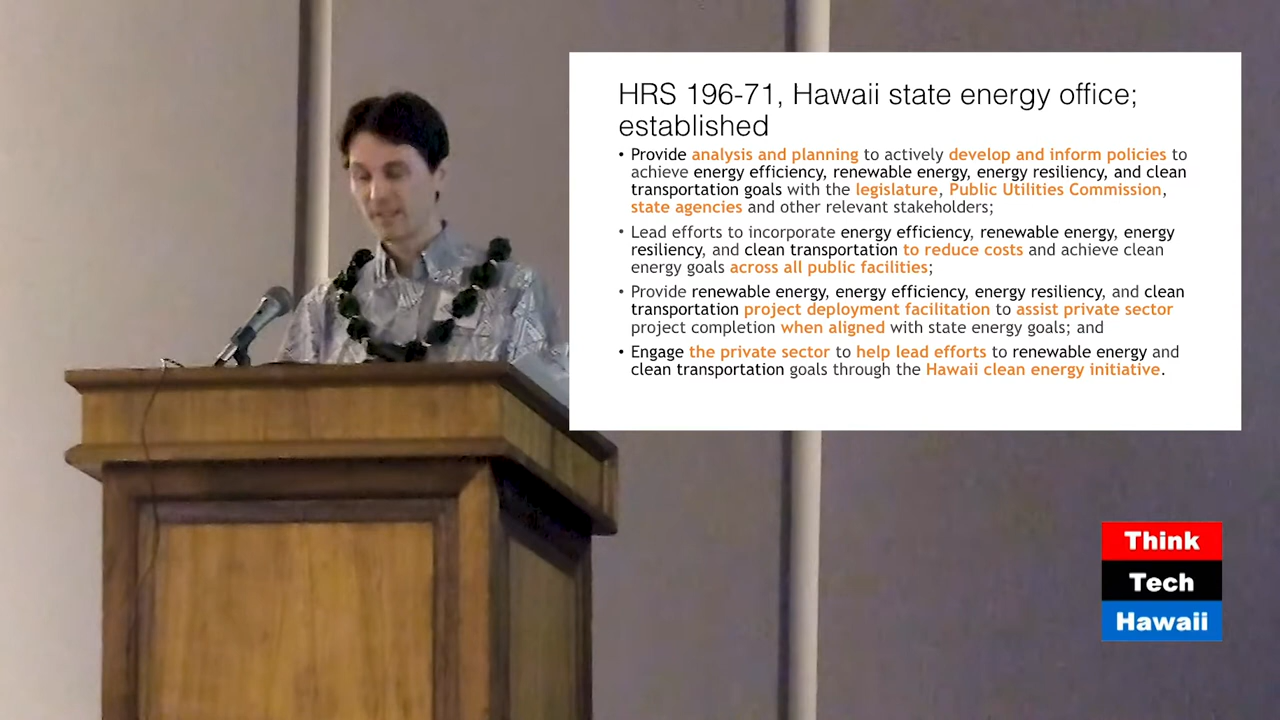 HRS 196-71, Hawaii state energy office;
established
• Provide analysis and planning to actively develop and inform policies to
achieve energy efficiency, renewable energy, energy resiliency, and clean
transportation goals with the legislature, Public Utilities Commission,
state agencies and other relevant stakeholders;
• Lead efforts to incorporate energy efficiency, renewable energy, energy
resiliency, and clean transportation to reduce costs and achieve clean
energy goals across all public facilities;
• Provide renewable energy, energy efficiency, energy resiliency, and clean
transportation project deployment facilitation to assist private sector
project completion when aligned with state energy goals; and
• Engage the private sector to help lead efforts to renewable energy and
clean transportation goals through the Hawaii clean energy initiative.
Think
Tech
Hawaii